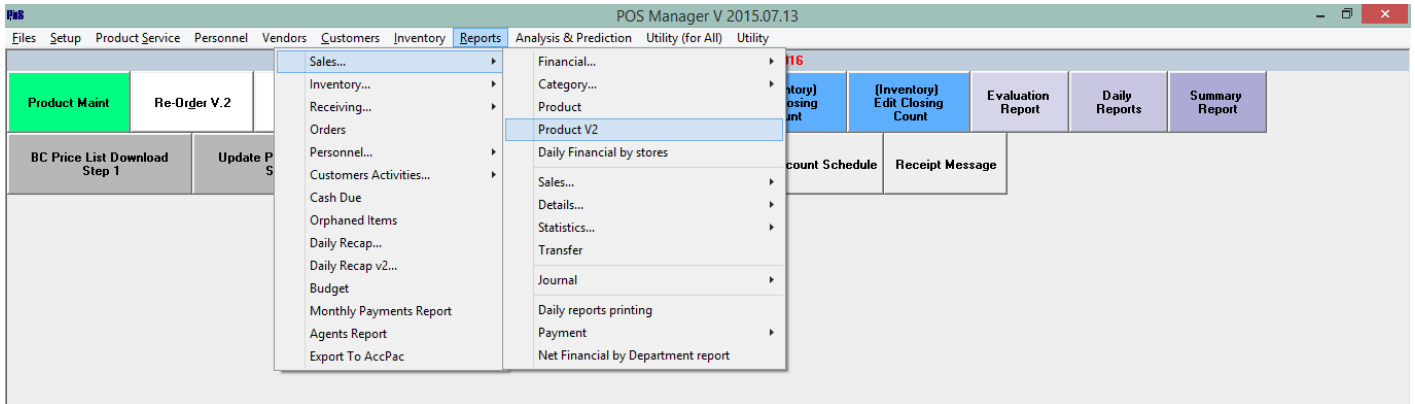 POS POS Manager V 2015.07.13
Files Setup Product Service Personnel Vendors Customers Inventory Reports Analysis & Prediction Utility (for All) Utility
Sales...
Inventory...
Receiving...
Orders
Personnel...
Customers Activities...
Cash Due
Orphaned Items
Daily Recap...
Daily Recap v2...
Budget
Monthly Payments Report
Agents Report
Export To AccPac
Financial...
Category...
Product
Product V2
Daily Financial by stores
Sales...
Details...
Statistics...
Transfer
Journal
Daily reports printing
Payment
Net Financial by Department report
Product Maint
Re-Order V.2
(Inventory)
Edit Closing
Count
Evaluation
Report
Daily
Reports
Summary
Report
BC Price List Download
Step 1
Update P
S
count Schedule
Receipt Message